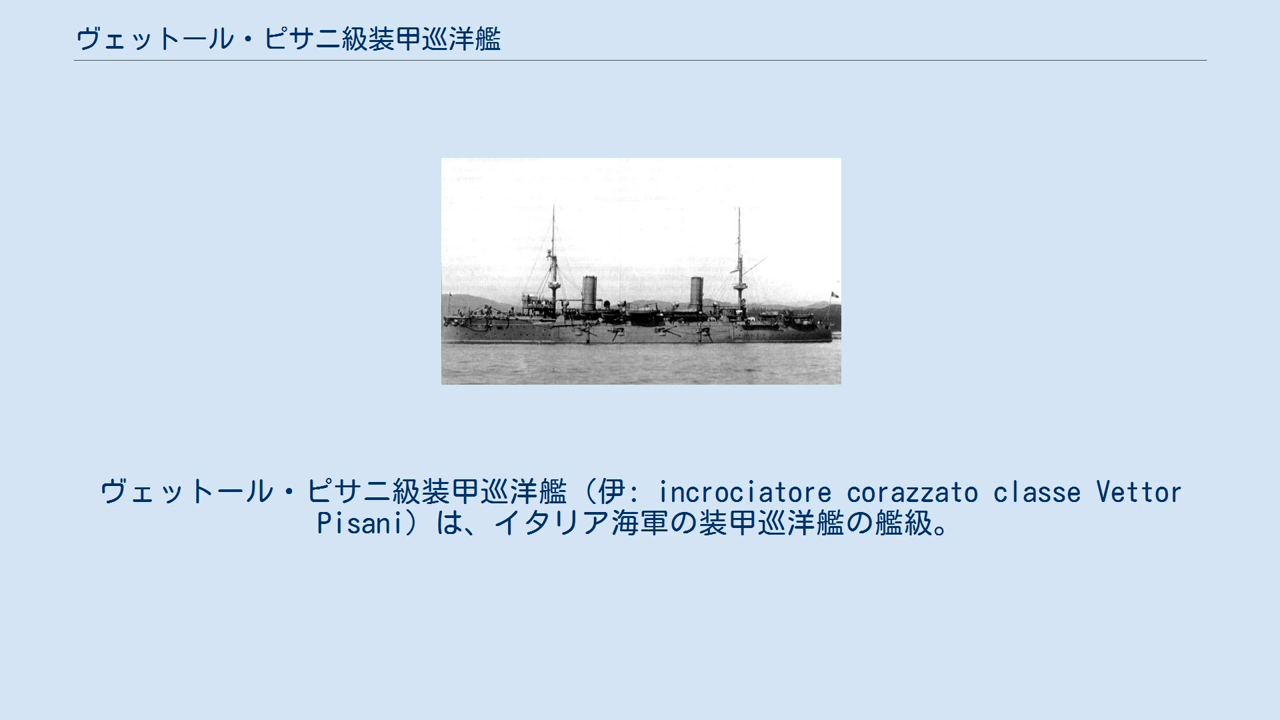 ヴェットール・ピサニ級装甲巡洋艦
ヴェットール・ピサニ級装甲巡洋艦（伊: incrociatore corazzato classe Vettor
Pisani）は、イタリア海軍の装甲巡洋艦の艦級。